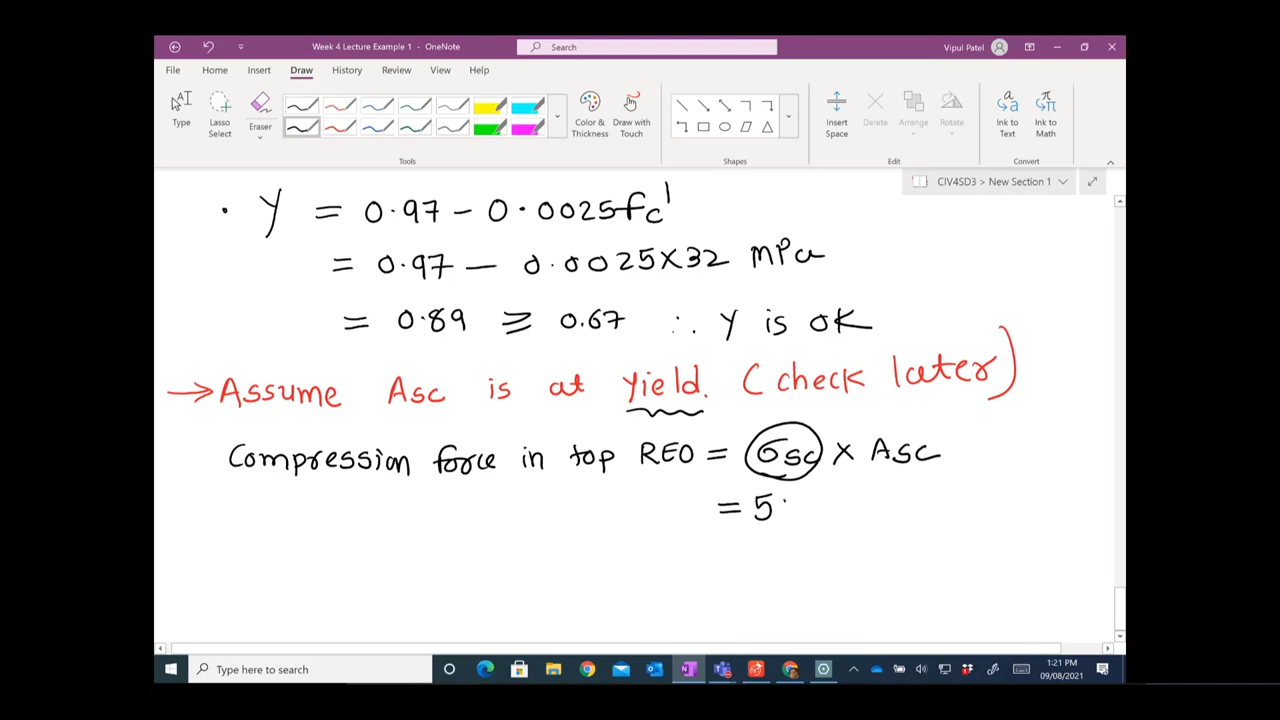 Week 4 Lecture Example 1 - OneNote
Search
Vipul Patel
File Home Insert Draw History Review View Help
Type
Lasso Select
Eraser
Color & Thickness
Draw with Touch
Insert Space
Delete
Arrange
Rotate
Ink to Text
Ink to Math
Tools
Shapes
Edit
Convert
CIV4SD3 > New Section 1
· γ = 0.97 - 0.0025fc'
= 0.97 - 0.0025×32 mPa
= 0.89 ≥ 0.67 ∴ γ is OK
→ Assume Asc is at yield. (check later)
Compression force in top REO = σsc × Asc
= 5.
Type here to search
1:21 PM
09/08/2021